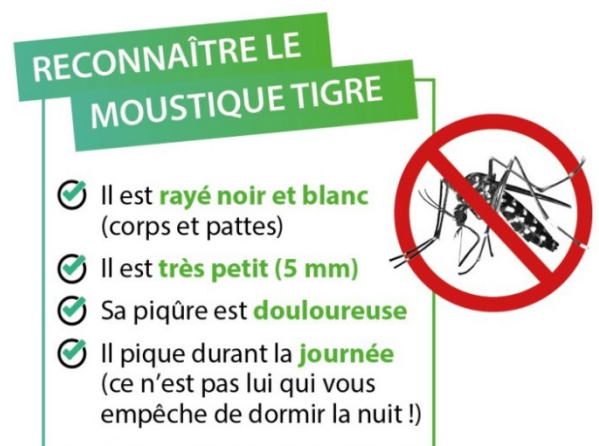 RECONNAÎTRE LE
MOUSTIQUE TIGRE
Il est rayé noir et blanc
(corps et pattes)
Il est très petit (5 mm)
Sa piqûre est douloureuse
Il pique durant la journée
(ce n'est pas lui qui vous
empêche de dormir la nuit !)